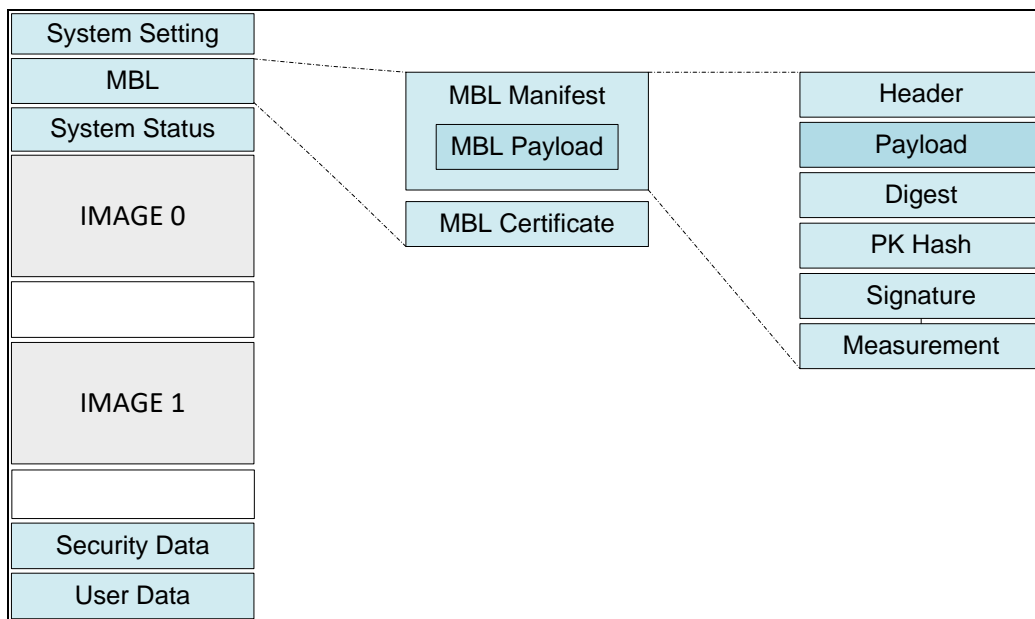 System Setting
MBL
System Status
IMAGE 0
IMAGE 1
Security Data
User Data
MBL Manifest
MBL Payload
MBL Certificate
Header
Payload
Digest
PK Hash
Signature
Measurement